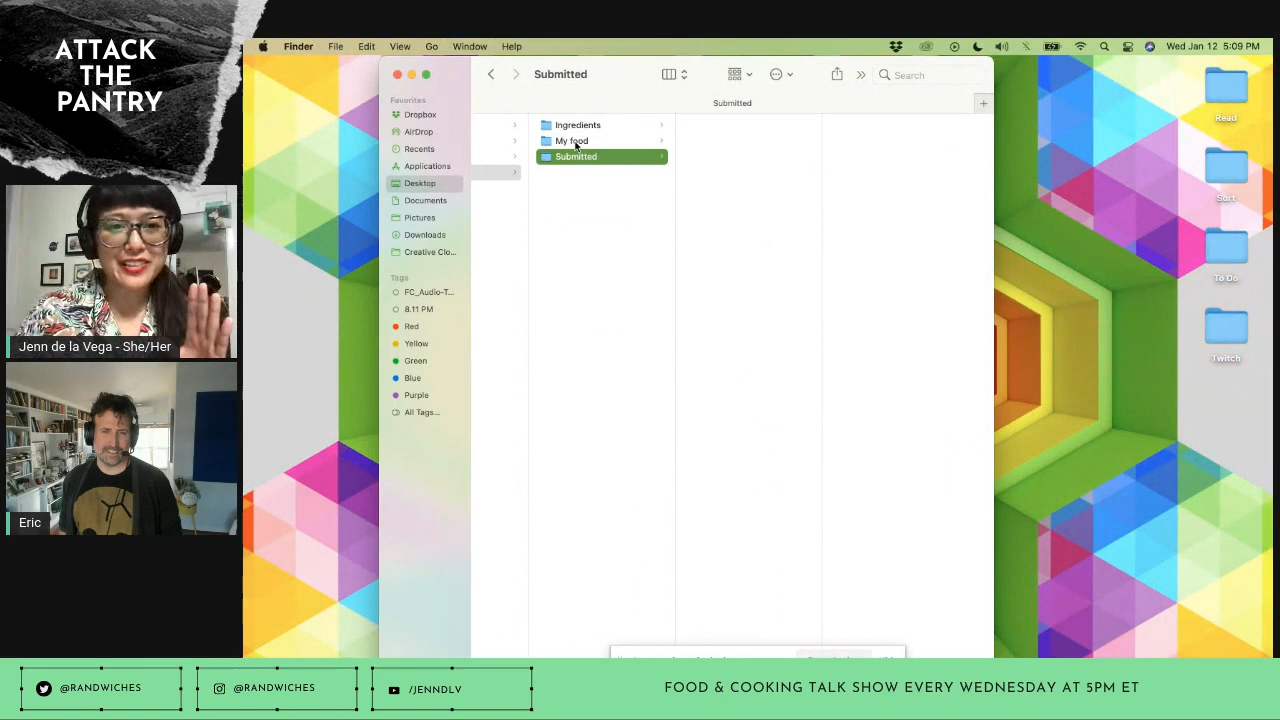 ATTACK
THE
PANTRY
Finder File Edit View Go Window Help
Wed Jan 12 5:09 PM
Submitted
Search
Submitted
Favorites
Dropbox
AirDrop
Recents
Applications
Desktop
Documents
Pictures
Downloads
Creative Clo...
Tags
FC_Audio-T...
8.11 PM
Red
Yellow
Green
Blue
Purple
All Tags...
Ingredients
My food
Submitted
Read
Sort
To Do
Twitch
Jenn de la Vega - She/Her
Eric
@RANDWICHES
@RANDWICHES
/JENNDLV
FOOD & COOKING TALK SHOW EVERY WEDNESDAY AT 5PM ET